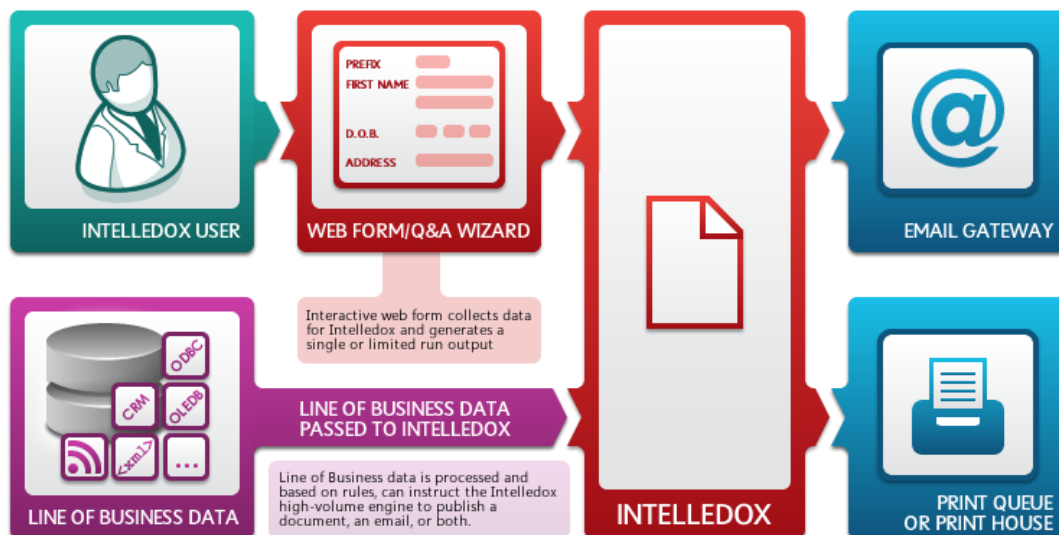 INTELLEDOX USER
PREFIX
FIRST NAME
D.O.B.
ADDRESS
WEB FORM/Q&A WIZARD
Interactive web form collects data
for Intelledox and generates a
single or limited run output
@
EMAIL GATEWAY
ODBC
CRM
OLEDB
<xml>
...
LINE OF BUSINESS DATA
LINE OF BUSINESS DATA
PASSED TO INTELLEDOX
Line of Business data is processed and
based on rules, can instruct the Intelledox
high-volume engine to publish a
document, an email, or both.
INTELLEDOX
PRINT QUEUE
OR PRINT HOUSE